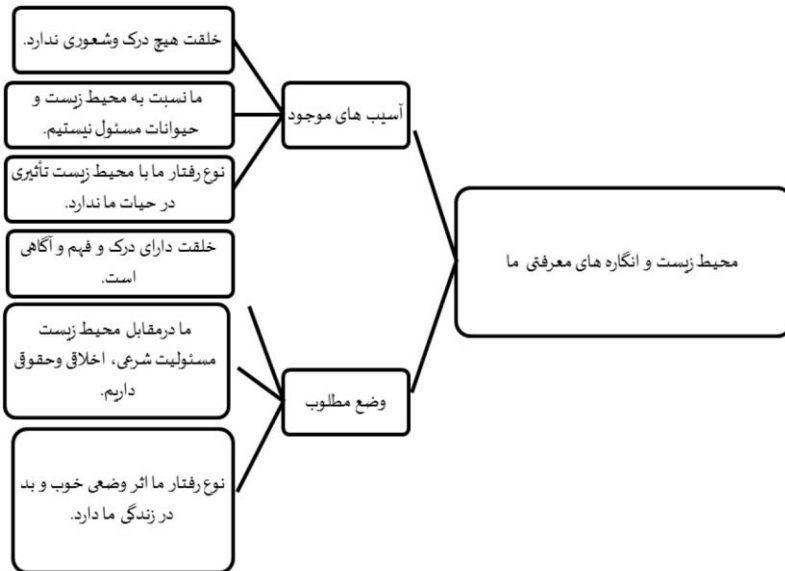 محیط زیست و انگاره های معرفتی ما
آسیب های موجود
خلقت هیچ درک وشعوری ندارد.
ما نسبت به محیط زیست و
حیوانات مسئول نیستیم.
نوع رفتار ما با محیط زیست تأثیری
در حیات ما ندارد.
وضع مطلوب
خلقت دارای درک و فهم و آگاهی
است.
ما درمقابل محیط زیست
مسئولیت شرعی، اخلاقی وحقوقی
داریم.
نوع رفتار ما اثر وضعی خوب و بد
در زندگی ما دارد.